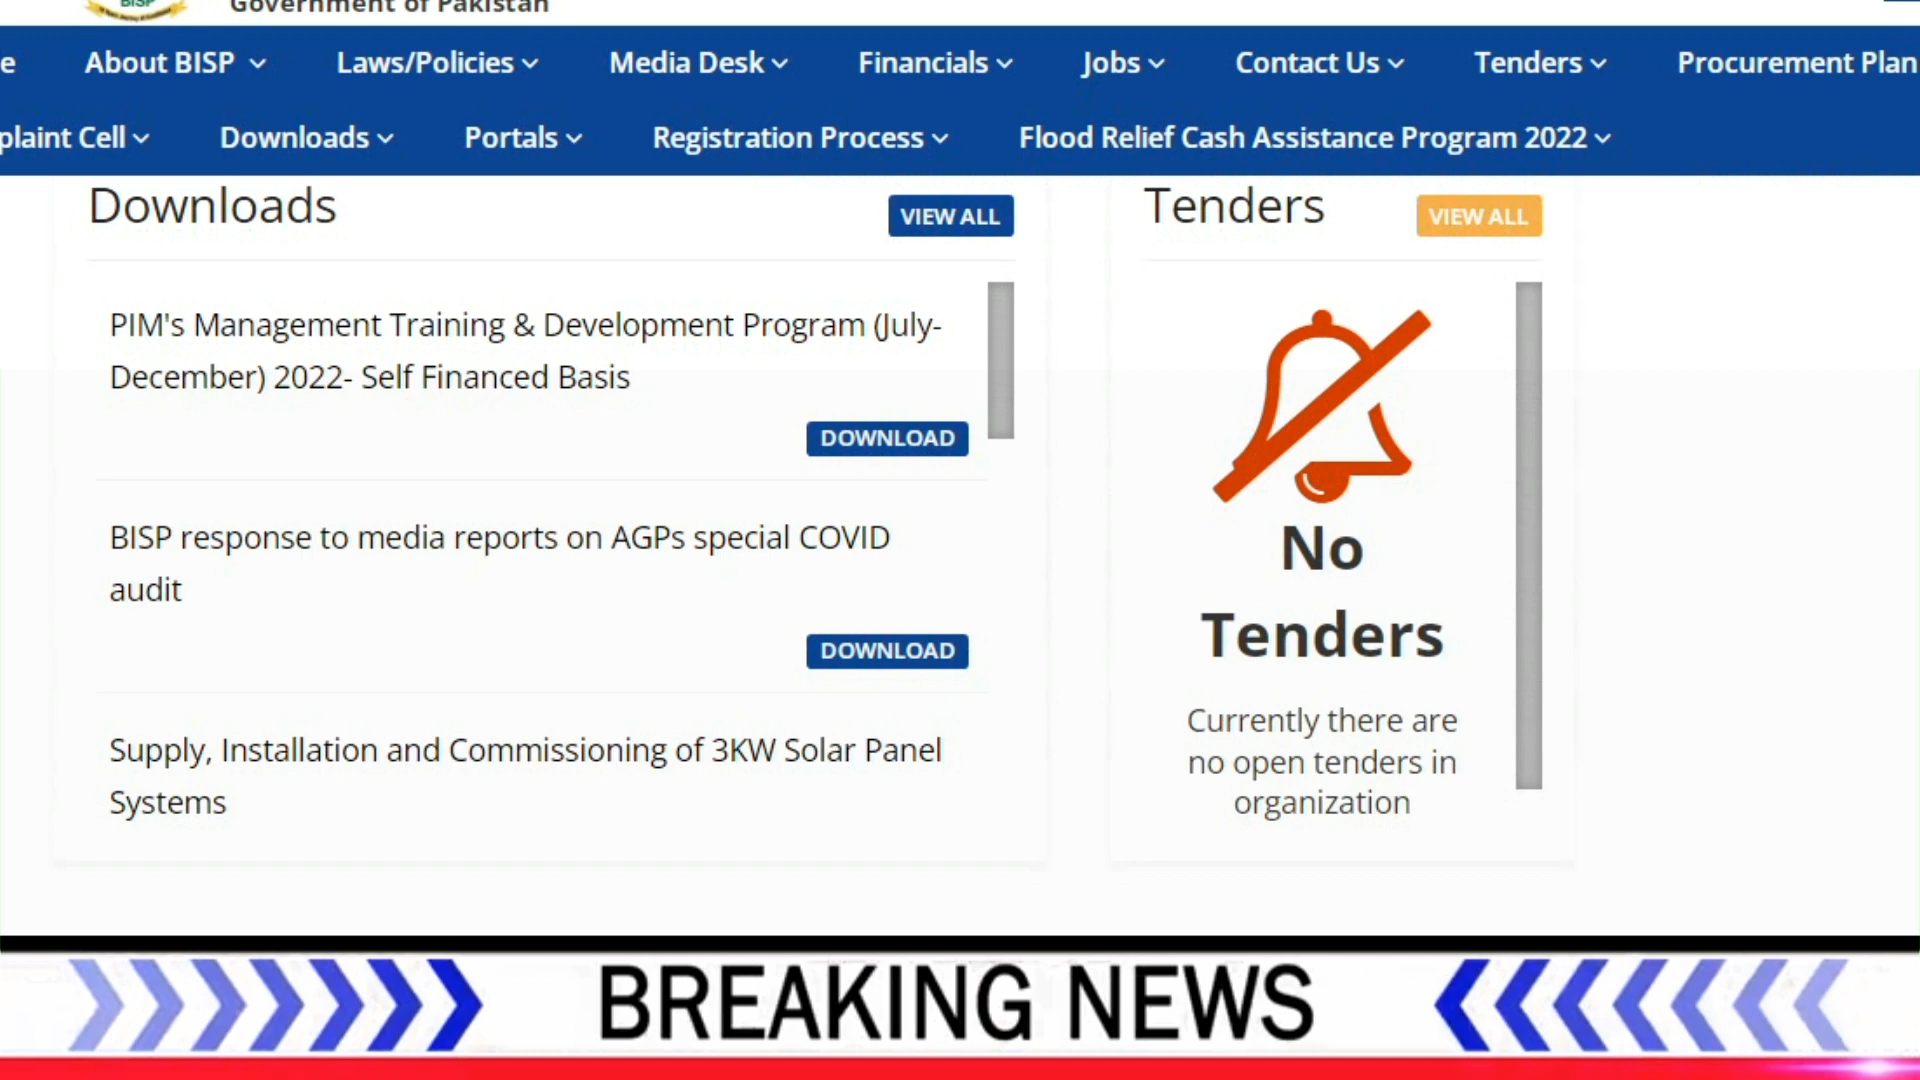 BISP
Government of Pakistan
e About BISP Laws/Policies Media Desk Financials Jobs Contact Us Tenders Procurement Plan
plaint Cell Downloads Portals Registration Process Flood Relief Cash Assistance Program 2022
Downloads VIEW ALL
PIM's Management Training & Development Program (July-
December) 2022- Self Financed Basis
DOWNLOAD
BISP response to media reports on AGPs special COVID
audit
DOWNLOAD
Supply, Installation and Commissioning of 3KW Solar Panel
Systems
Tenders VIEW ALL
No
Tenders
Currently there are
no open tenders in
organization
BREAKING NEWS